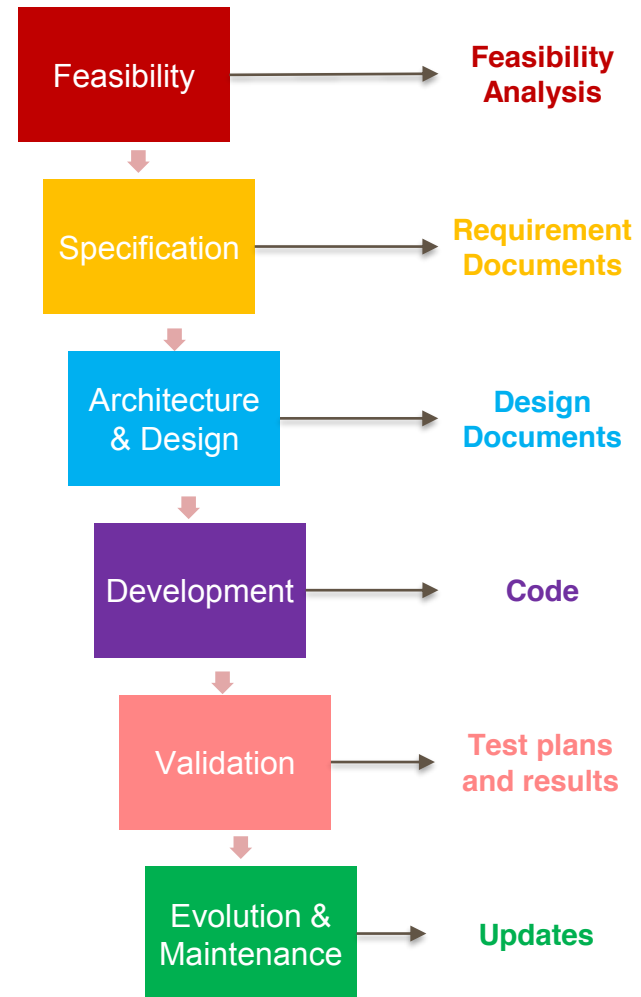 Feasibility
Feasibility
Analysis
Specification
Requirement
Documents
Architecture
& Design
Design
Documents
Development
Code
Validation
Test plans
and results
Evolution &
Maintenance
Updates